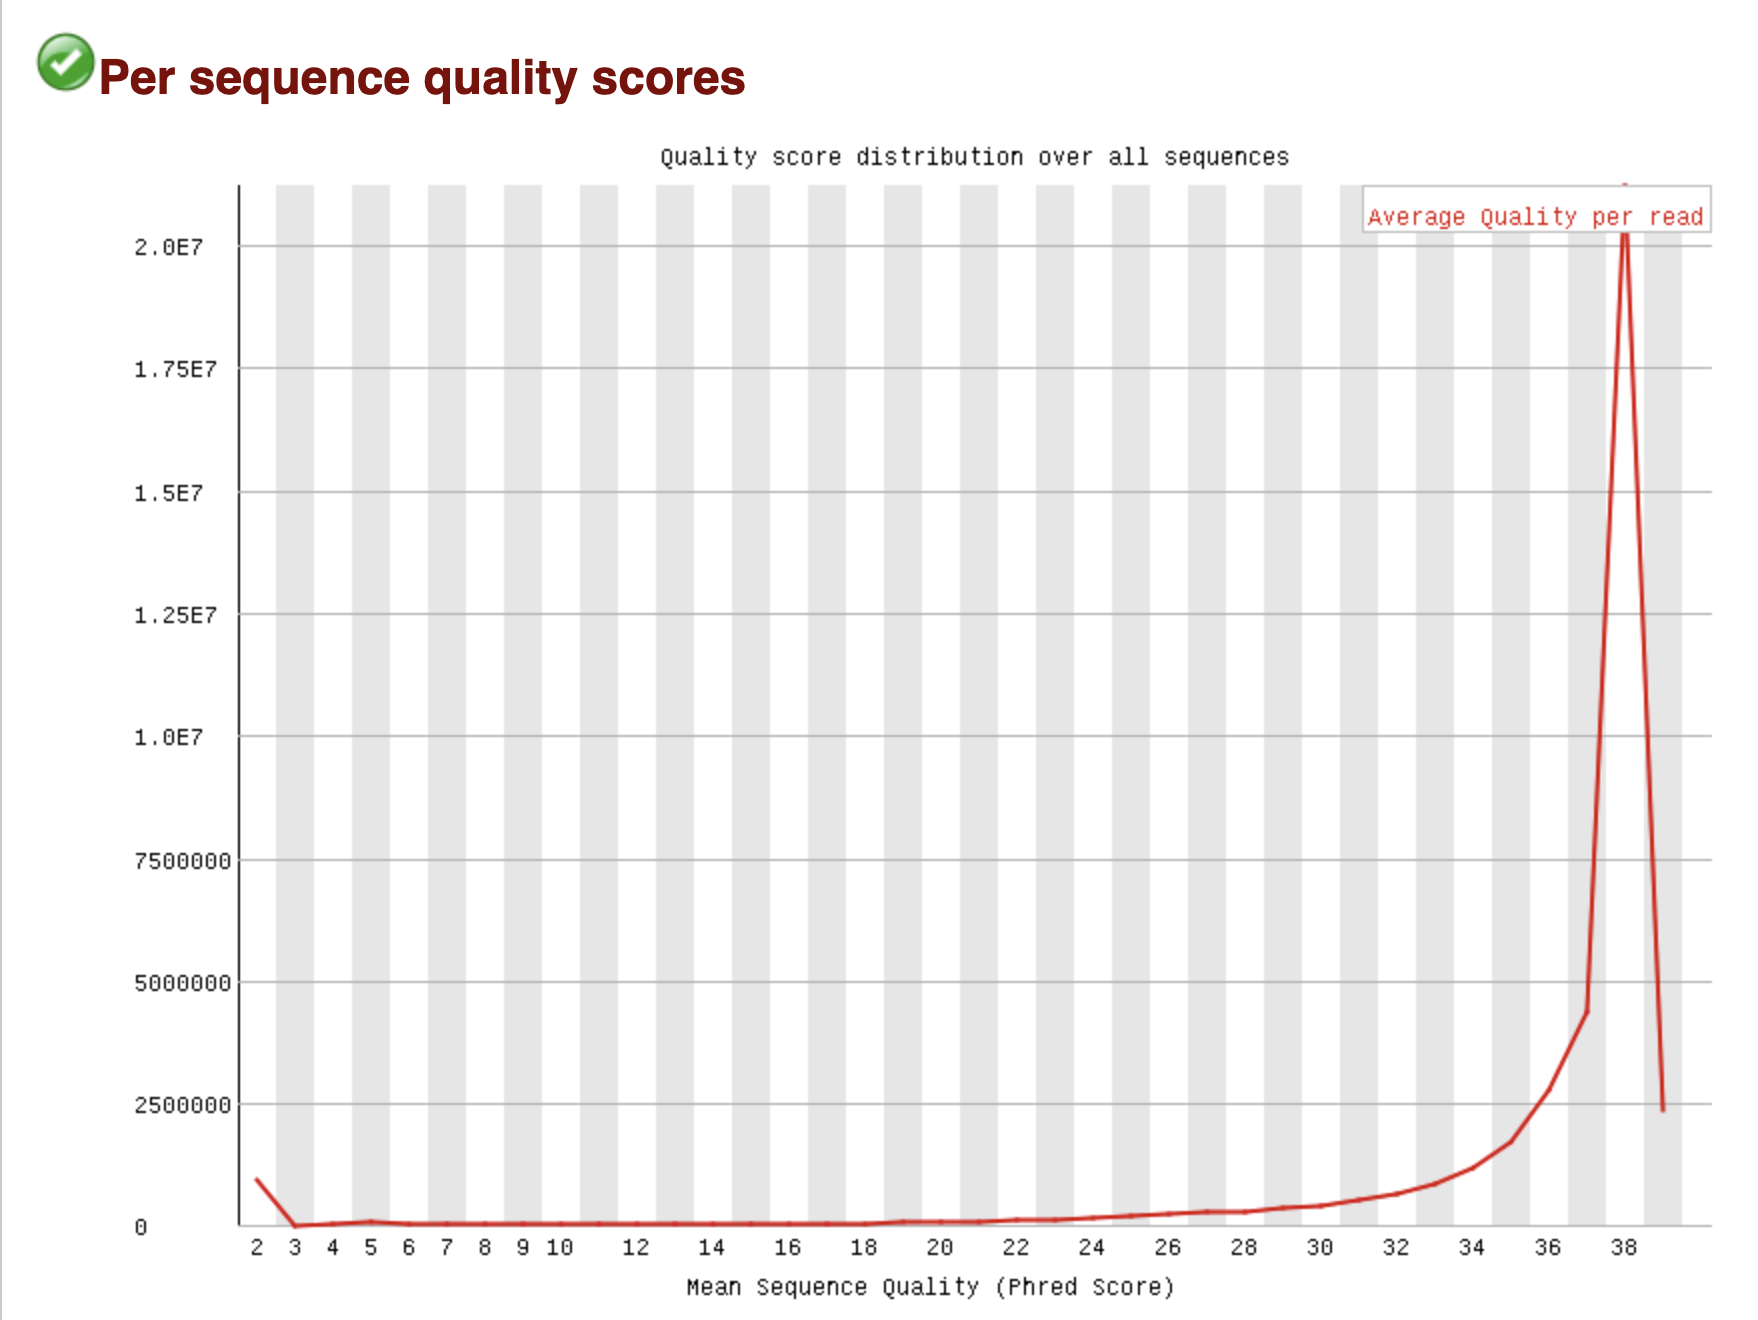 Per sequence quality scores
Quality score distribution over all sequences
Average Quality per read
2.0E7
1.75E7
1.5E7
1.25E7
1.0E7
7500000
5000000
2500000
0
2 3 4 5 6 7 8 9 10 12 14 16 18 20 22 24 26 28 30 32 34 36 38
Mean Sequence Quality (Phred Score)